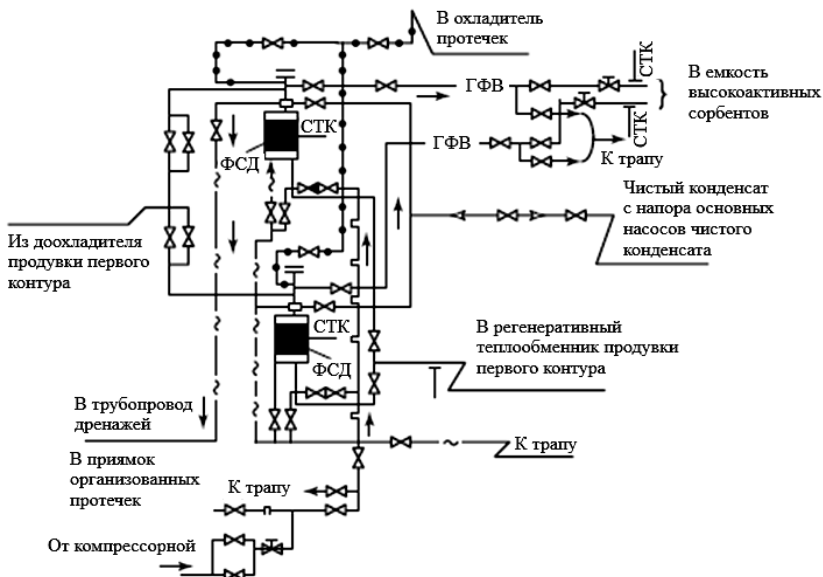 В охладитель
протечек
ГФВ
СТК
В емкость
высокоактивных
сорбентов
СТК
ФСД
ГФВ
СТК
К трапу
Чистый конденсат
с напора основных
насосов чистого
конденсата
Из доохладителя
продувки первого
контура
СТК
ФСД
В регенеративный
теплообменник продувки
первого контура
В трубопровод
дренажей
К трапу
В приямок
организованных
протечек
К трапу
От компрессорной